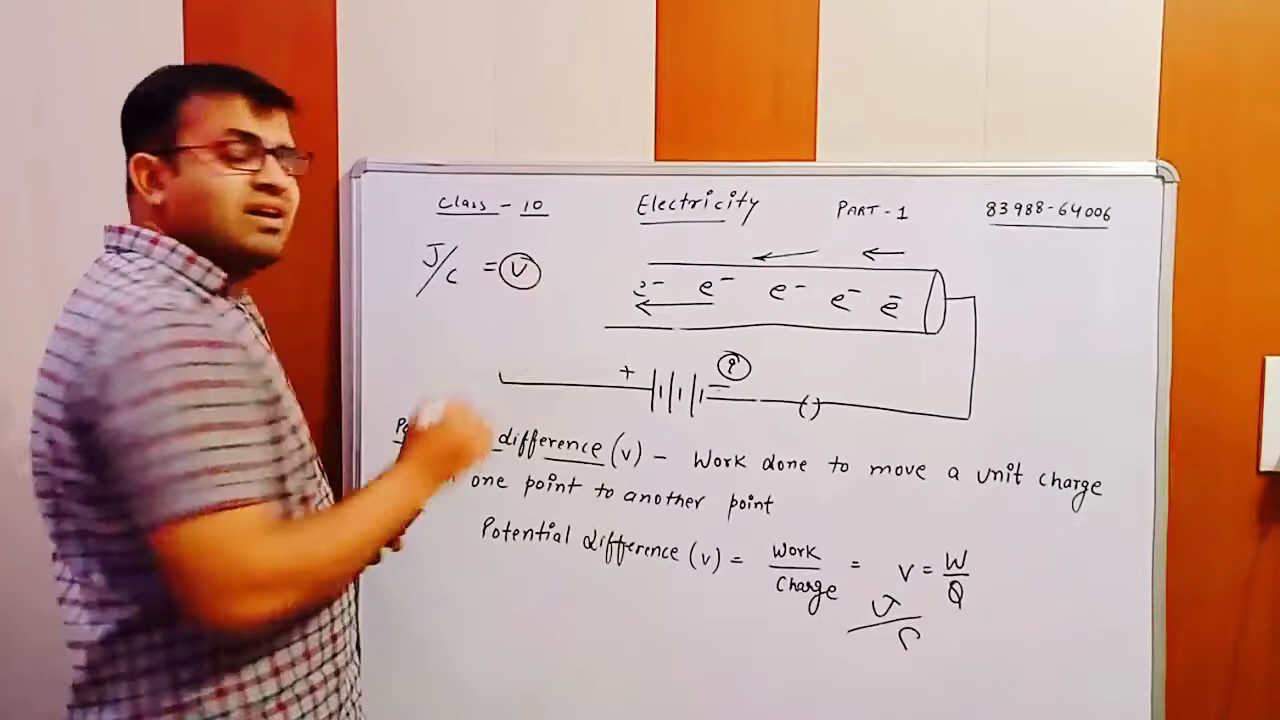 Class - 10 Electricity PART - 1 83988-64006
J/C = V
e⁻ e⁻ e⁻ e⁻ e⁻
+
difference (v) - Work done to move a unit charge
one point to another point
Potential difference (v) = Work / Charge = V = W / Q
J / C